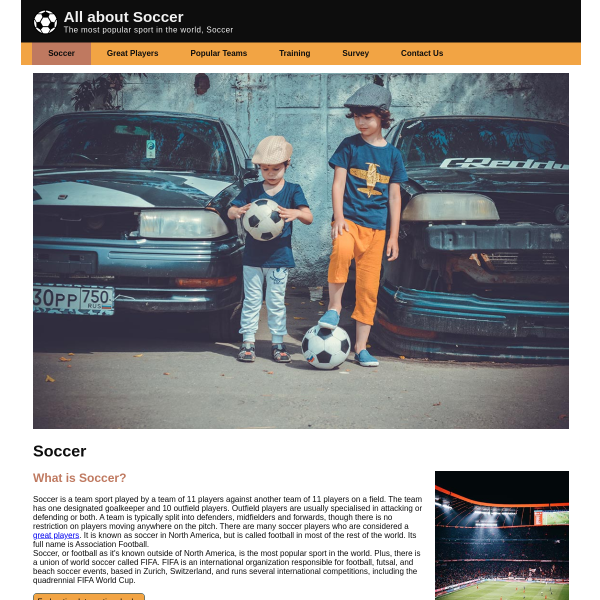 All about Soccer
The most popular sport in the world, Soccer
Soccer Great Players Popular Teams Training Survey Contact Us
GReddy
30PP 750
RUS
Soccer
What is Soccer?
Soccer is a team sport played by a team of 11 players against another team of 11 players on a field. The team
has one designated goalkeeper and 10 outfield players. Outfield players are usually specialised in attacking or
defending or both. A team is typically split into defenders, midfielders and forwards, though there is no
restriction on players moving anywhere on the pitch. There are many soccer players who are considered a
great players. It is known as soccer in North America, but is called football in most of the rest of the world. Its
full name is Association Football.
Soccer, or football as it's known outside of North America, is the most popular sport in the world. Plus, there is
a union of world soccer called FIFA. FIFA is an international organization responsible for football, futsal, and
beach soccer events, based in Zurich, Switzerland, and runs several international competitions, including the
quadrennial FIFA World Cup.